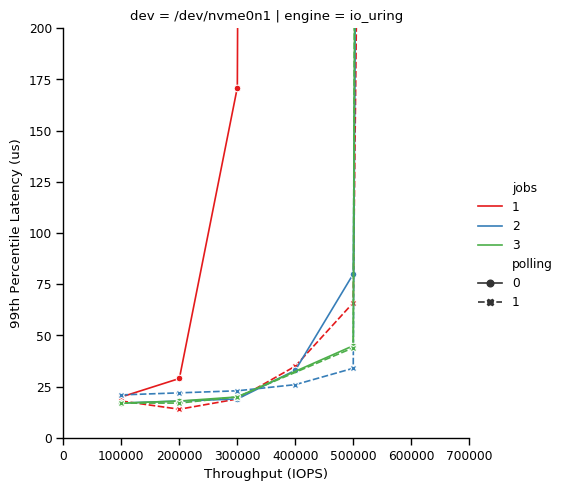 dev = /dev/nvme0n1 | engine = io_uring
200
175
150
125
100
75
50
25
0
99th Percentile Latency (us)
0 100000 200000 300000 400000 500000 600000 700000
Throughput (IOPS)
jobs
1
2
3
polling
0
1